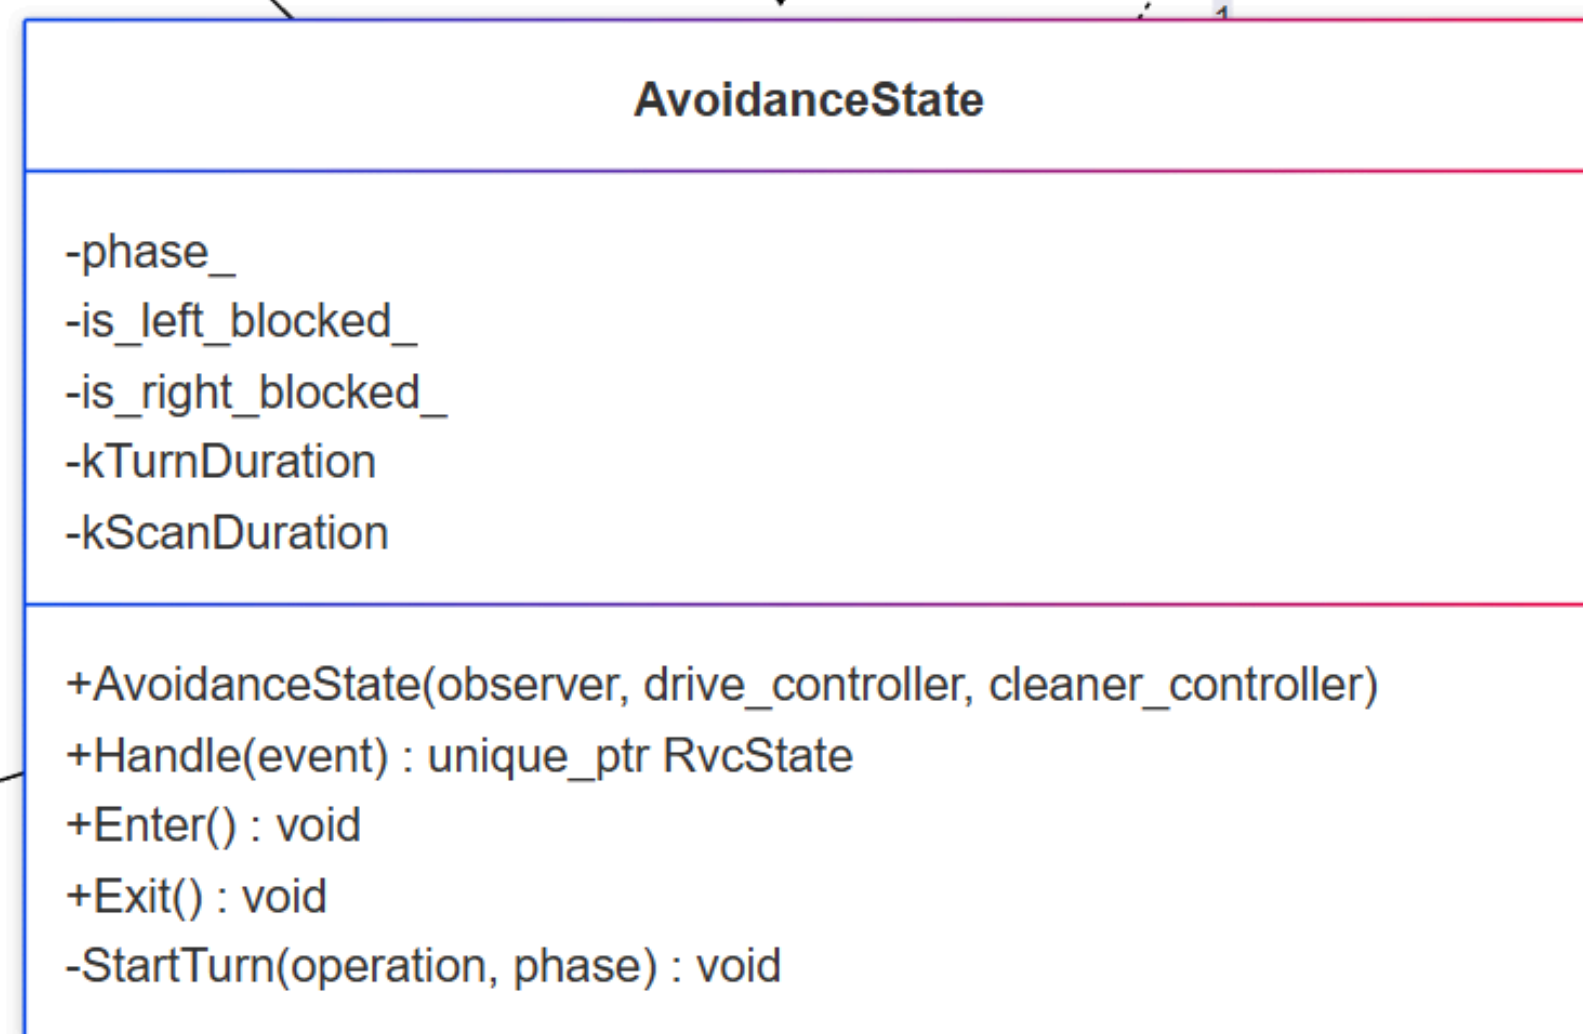 1
AvoidanceState
-phase_
-is_left_blocked_
-is_right_blocked_
-kTurnDuration
-kScanDuration
+AvoidanceState(observer, drive_controller, cleaner_controller)
+Handle(event) : unique_ptr RvcState
+Enter() : void
+Exit() : void
-StartTurn(operation, phase) : void